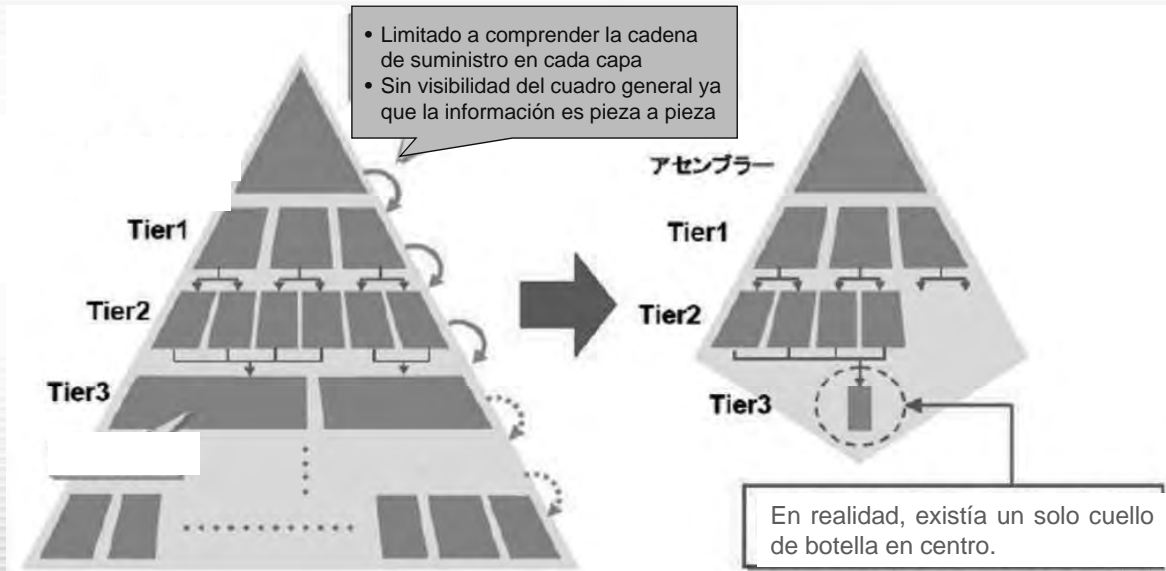 • Limitado a comprender la cadena
de suministro en cada capa
• Sin visibilidad del cuadro general ya
que la información es pieza a pieza
Tier1
Tier2
Tier3
アセンブラー
Tier1
Tier2
Tier3
En realidad, existía un solo cuello
de botella en centro.